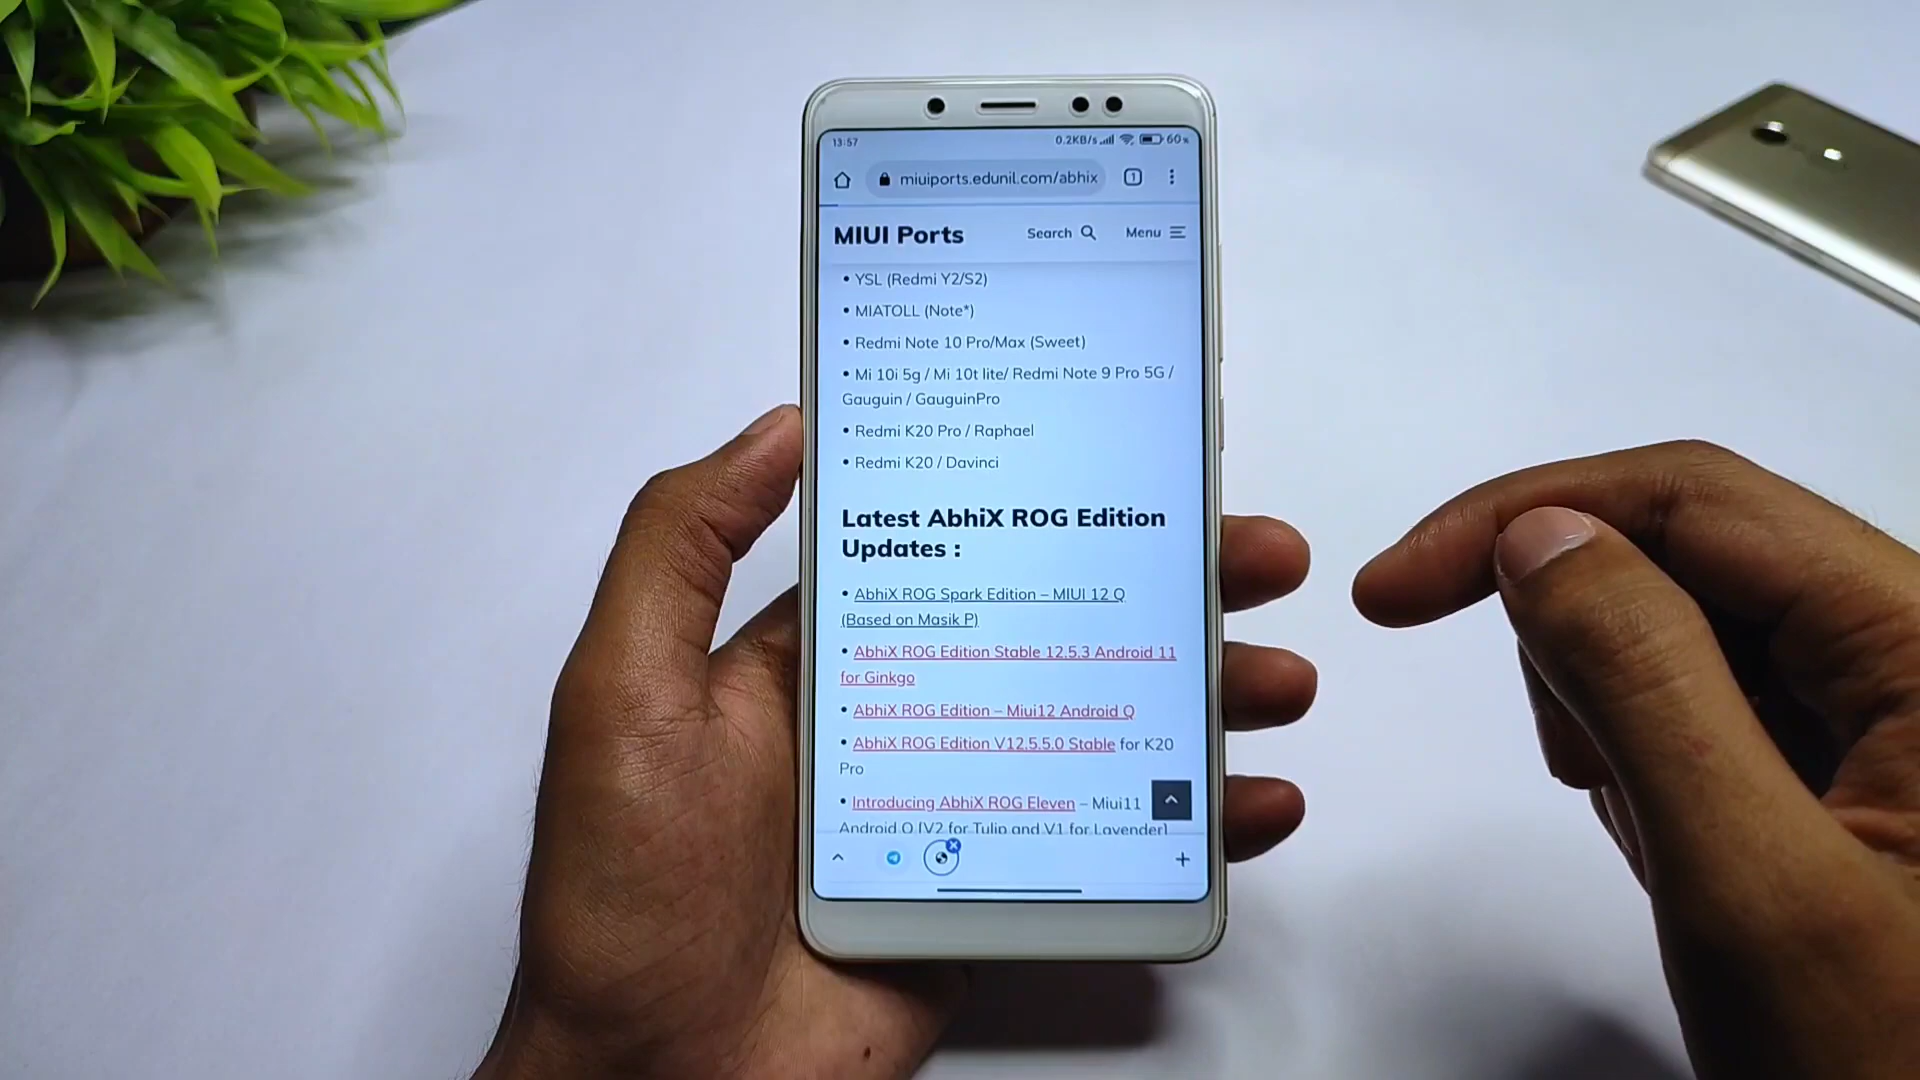 13:57
0.2KB/s
60%
miuiports.edunil.com/abhix
1
MIUI Ports
Search
Menu
• YSL (Redmi Y2/S2)
• MIATOLL (Note*)
• Redmi Note 10 Pro/Max (Sweet)
• Mi 10i 5g / Mi 10t lite/ Redmi Note 9 Pro 5G /
Gauguin / GauguinPro
• Redmi K20 Pro / Raphael
• Redmi K20 / Davinci
Latest AbhiX ROG Edition
Updates :
• AbhiX ROG Spark Edition – MIUI 12 Q
(Based on Masik P)
• AbhiX ROG Edition Stable 12.5.3 Android 11
for Ginkgo
• AbhiX ROG Edition – Miui12 Android Q
• AbhiX ROG Edition V12.5.5.0 Stable for K20
Pro
• Introducing AbhiX ROG Eleven – Miui11
Android Q [V2 for Tulip and V1 for Lavender]